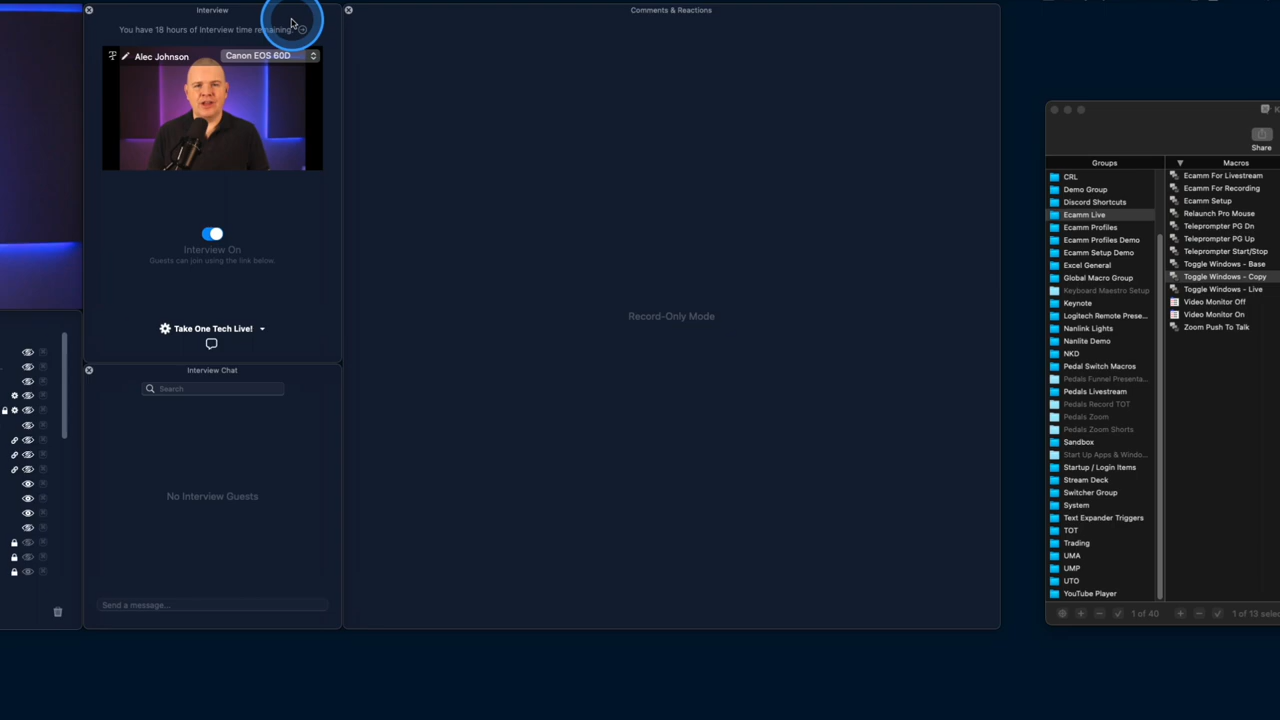 Interview
You have 18 hours of Interview time remaining.
Alec Johnson
Canon EOS 60D
Interview On
Guests can join using the link below.
Take One Tech Live!
Interview Chat
Search
No Interview Guests
Send a message...
Comments & Reactions
Record-Only Mode
Share
Groups
CRL
Demo Group
Discord Shortcuts
Ecamm Live
Ecamm Profiles
Ecamm Profiles Demo
Ecamm Setup Demo
Excel General
Global Macro Group
Keyboard Maestro Setup
Keynote
Logitech Remote Prese...
Nanlink Lights
Nanlite Demo
NKD
Pedal Switch Macros
Pedals Funnel Presenta...
Pedals Livestream
Pedals Record TOT
Pedals Zoom
Pedals Zoom Shorts
Sandbox
Start Up Apps & Windo...
Startup / Login Items
Stream Deck
Switcher Group
System
Text Expander Triggers
TOT
Trading
UMA
UMP
UTO
YouTube Player
1 of 40
Macros
Ecamm For Livestream
Ecamm For Recording
Ecamm Setup
Relaunch Pro Mouse
Teleprompter PG Dn
Teleprompter PG Up
Teleprompter Start/Stop
Toggle Windows - Base
Toggle Windows - Copy
Toggle Windows - Live
Video Monitor Off
Video Monitor On
Zoom Push To Talk
1 of 13 selec